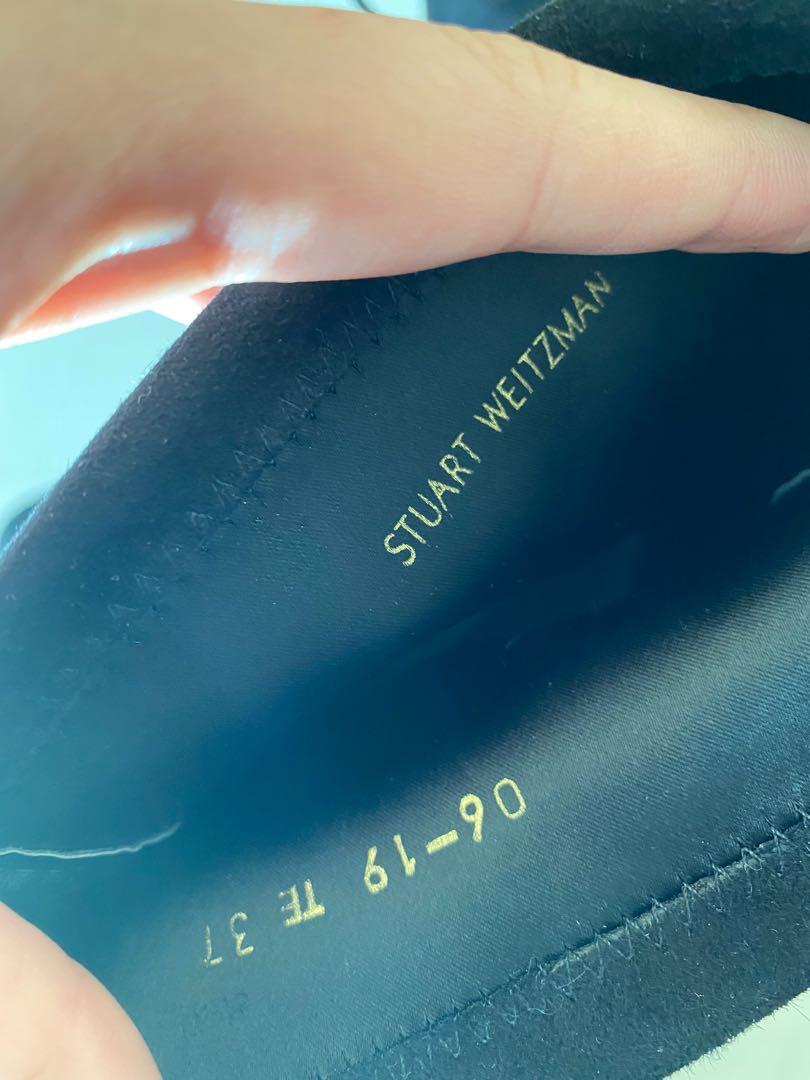 STUART WEITZMAN
06-19 TE 37